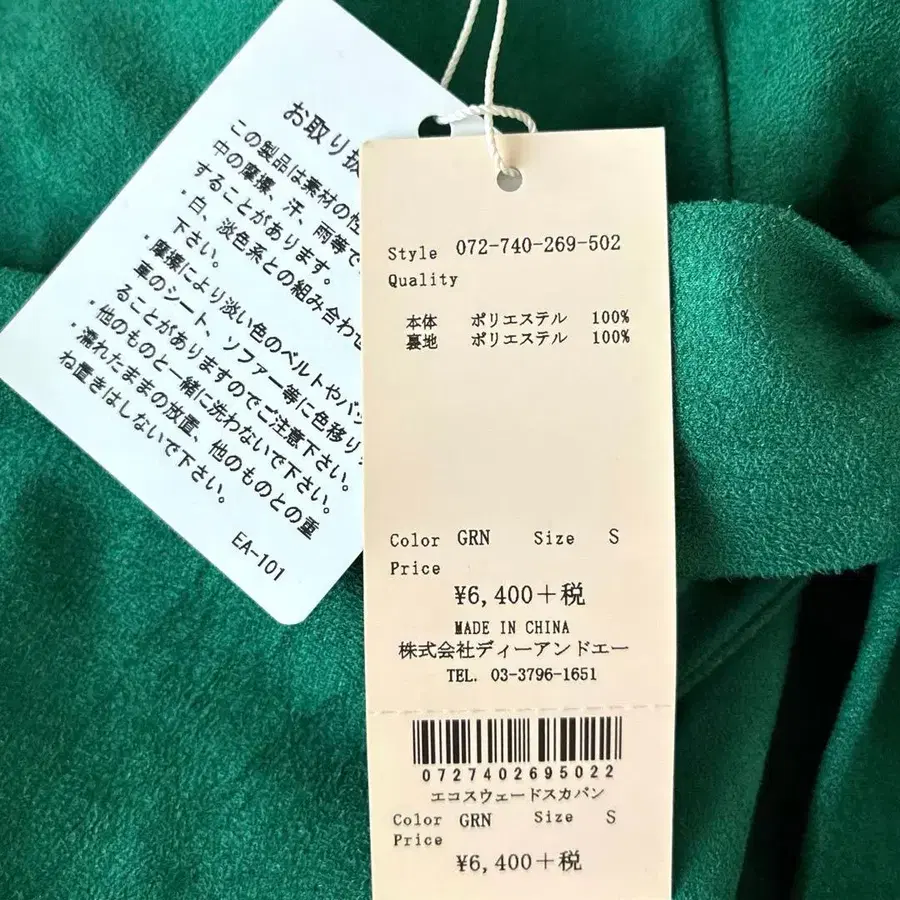 お取り扱
この製品は素材の性
中の摩擦、汗、雨等で
することがあります。
・白、淡色系との組み合わせ
下さい。
・摩擦により淡い色のベルトやバッ
車のシート、ソファー等に色移り
ることがありますのでご注意下さい。
・他のものと一緒に洗わないで下さい。
・濡れたままの放置、他のものとの重
ね置きはしないで下さい。
EA-101
Style 072-740-269-502
Quality
本体 ポリエステル 100%
裏地 ポリエステル 100%
Color GRN Size S
Price
¥6,400+税
MADE IN CHINA
株式会社ディーアンドエー
TEL. 03-3796-1651
0727402695022
エコスウェードスカパン
Color GRN Size S
Price
¥6,400+税